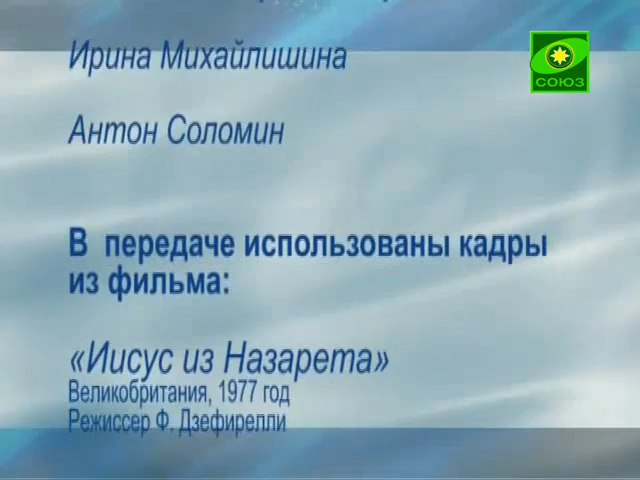 Ирина Михайлишина
СОЮЗ
Антон Соломин
В передаче использованы кадры
из фильма:
«Иисус из Назарета»
Великобритания, 1977 год
Режиссер Ф. Дзефирелли